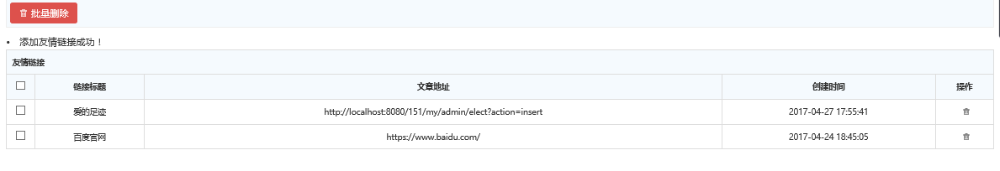 批量删除
• 添加友情链接成功！
友情链接
链接标题 文章地址 创建时间 操作
爱的足迹 http://localhost:8080/151/my/admin/elect?action=insert 2017-04-27 17:55:41
百度官网 https://www.baidu.com/ 2017-04-24 18:45:05